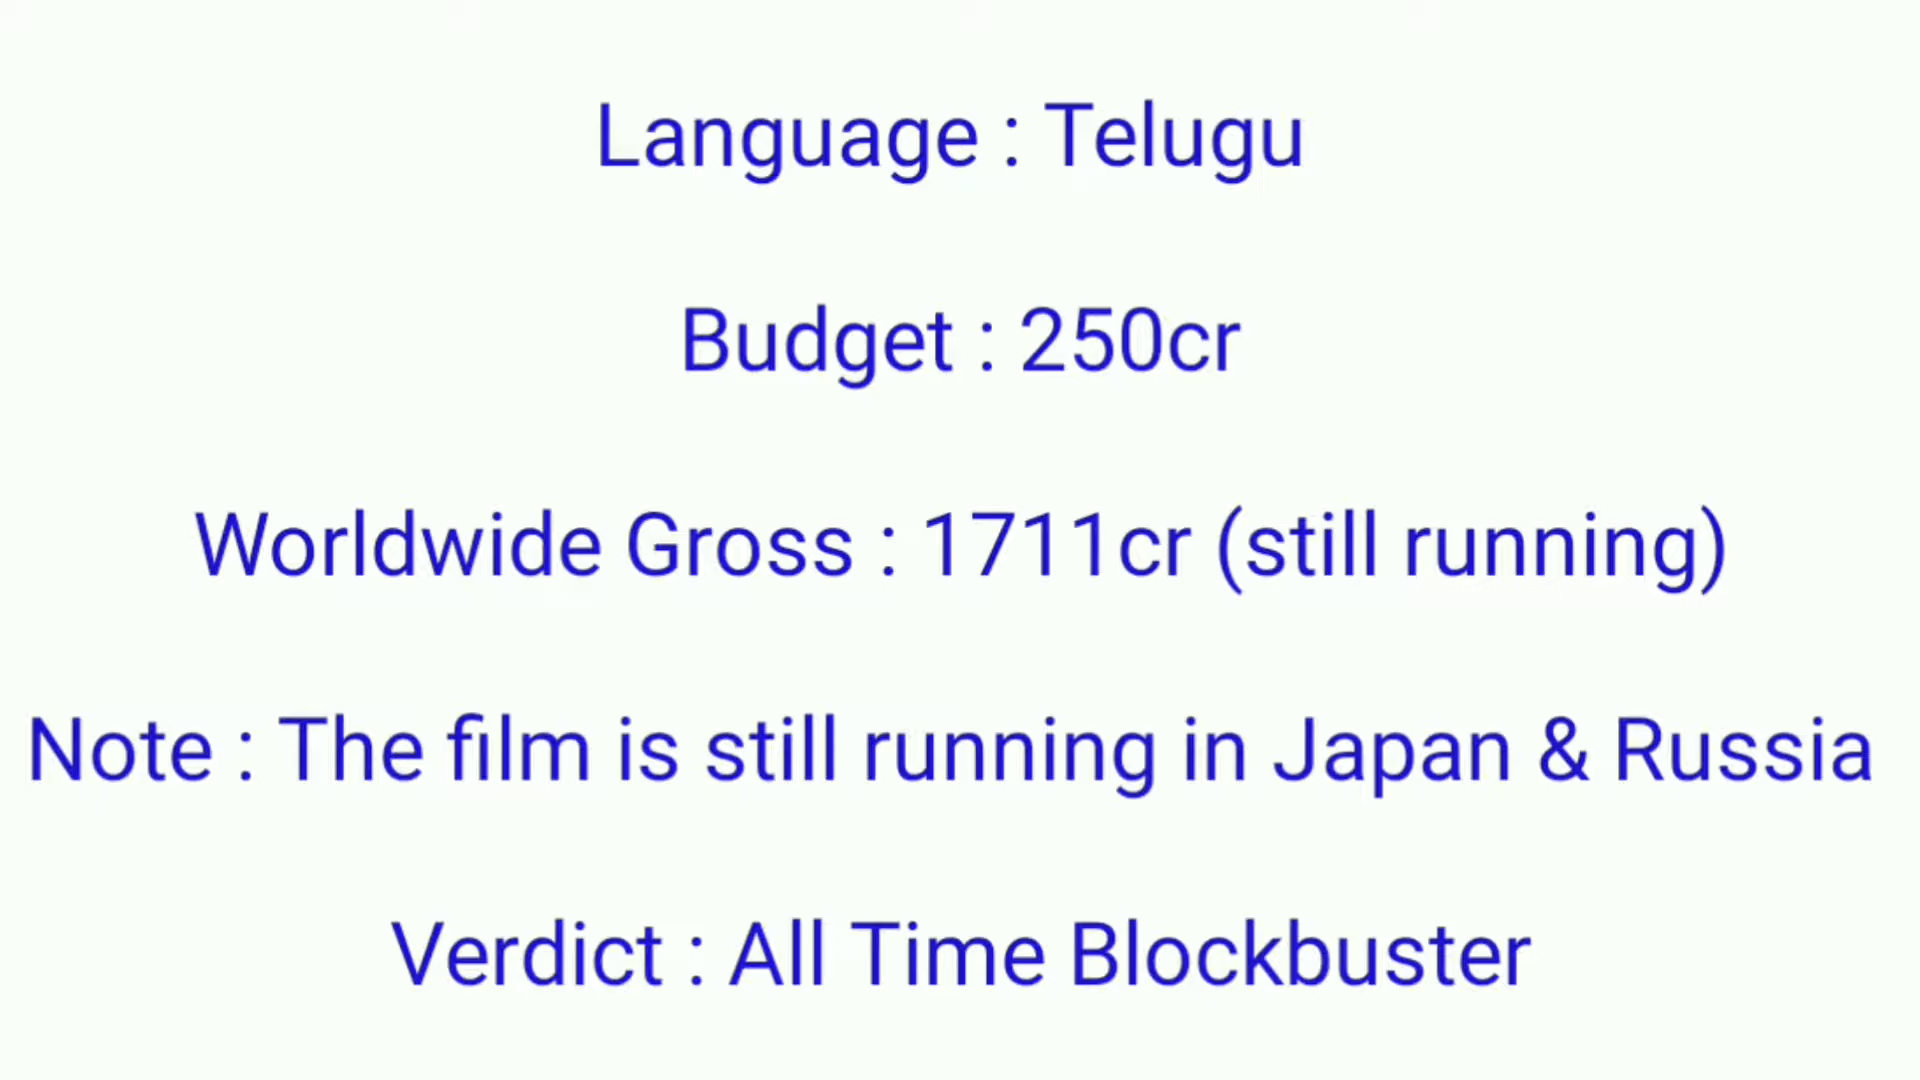 Language : Telugu
Budget : 250cr
Worldwide Gross : 1711cr (still running)
Note : The film is still running in Japan & Russia
Verdict : All Time Blockbuster